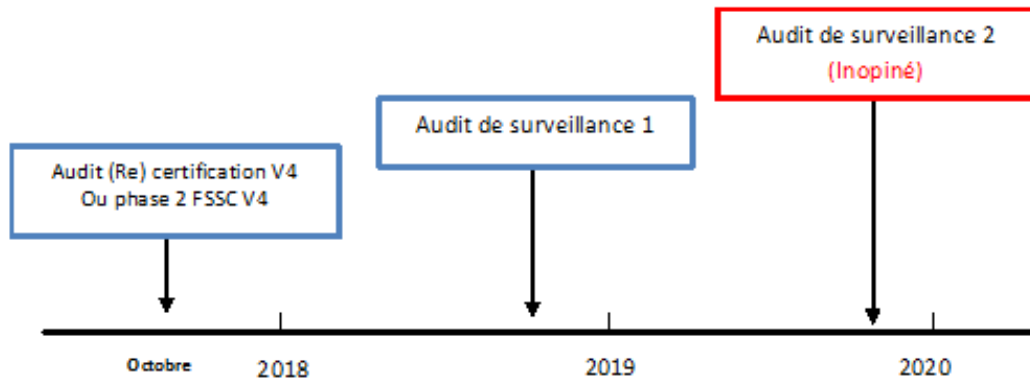 Audit de surveillance 2
(Inopiné)
Audit de surveillance 1
Audit (Re) certification V4
Ou phase 2 FSSC V4
Octobre
2018
2019
2020